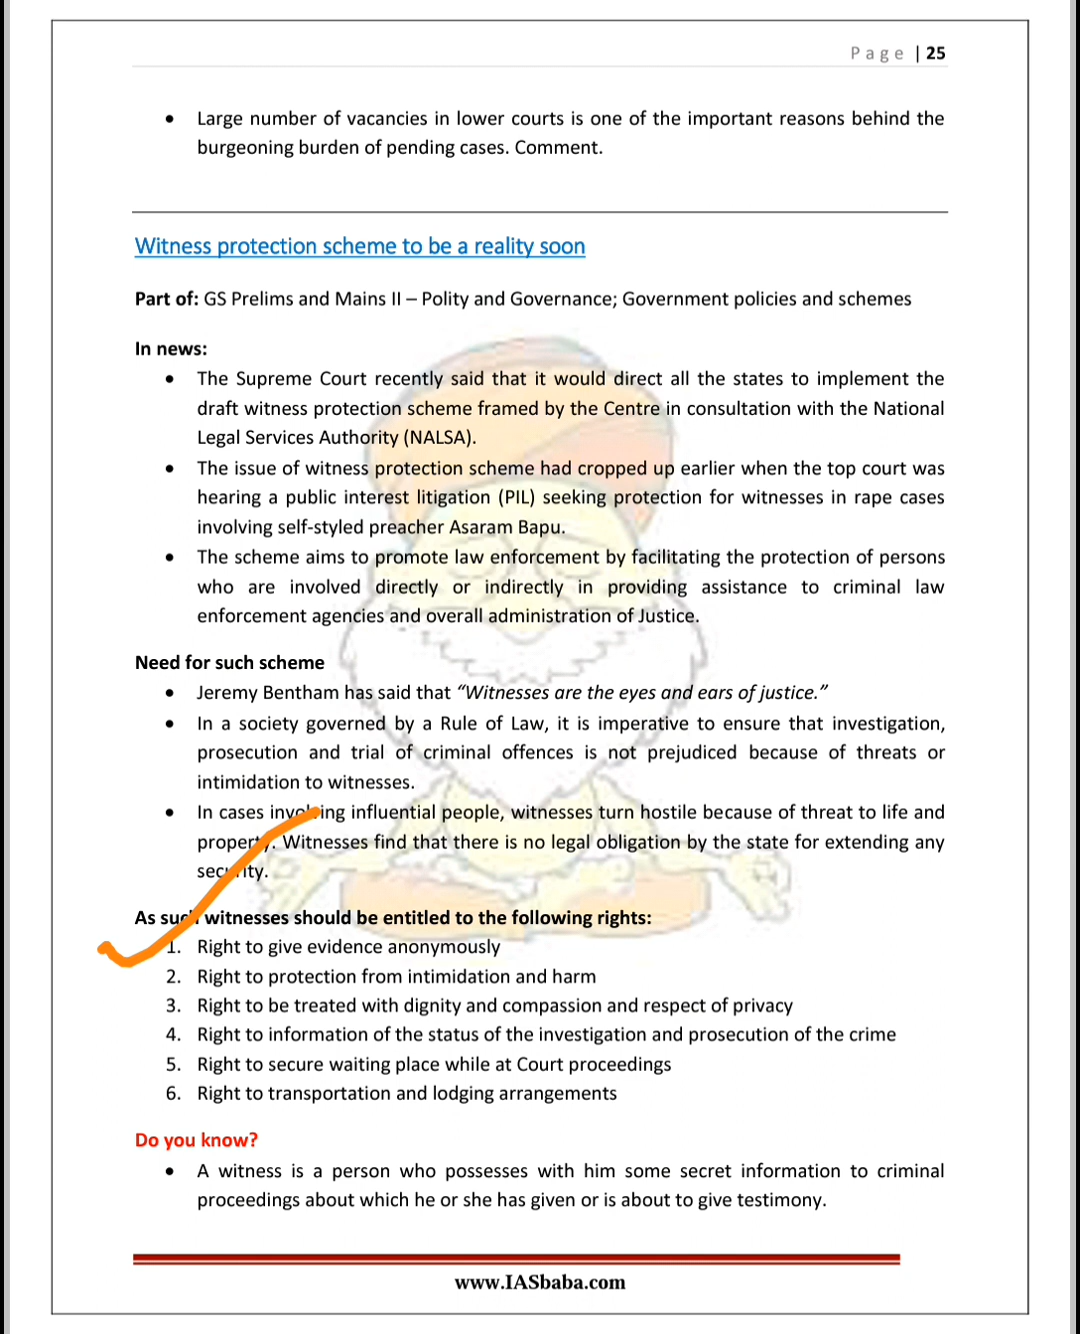 Page | 25
• Large number of vacancies in lower courts is one of the important reasons behind the
burgeoning burden of pending cases. Comment.
Witness protection scheme to be a reality soon
Part of: GS Prelims and Mains II – Polity and Governance; Government policies and schemes
In news:
• The Supreme Court recently said that it would direct all the states to implement the
draft witness protection scheme framed by the Centre in consultation with the National
Legal Services Authority (NALSA).
• The issue of witness protection scheme had cropped up earlier when the top court was
hearing a public interest litigation (PIL) seeking protection for witnesses in rape cases
involving self-styled preacher Asaram Bapu.
• The scheme aims to promote law enforcement by facilitating the protection of persons
who are involved directly or indirectly in providing assistance to criminal law
enforcement agencies and overall administration of Justice.
Need for such scheme
• Jeremy Bentham has said that “Witnesses are the eyes and ears of justice.”
• In a society governed by a Rule of Law, it is imperative to ensure that investigation,
prosecution and trial of criminal offences is not prejudiced because of threats or
intimidation to witnesses.
• In cases involving influential people, witnesses turn hostile because of threat to life and
property. Witnesses find that there is no legal obligation by the state for extending any
security.
As such witnesses should be entitled to the following rights:
1. Right to give evidence anonymously
2. Right to protection from intimidation and harm
3. Right to be treated with dignity and compassion and respect of privacy
4. Right to information of the status of the investigation and prosecution of the crime
5. Right to secure waiting place while at Court proceedings
6. Right to transportation and lodging arrangements
Do you know?
• A witness is a person who possesses with him some secret information to criminal
proceedings about which he or she has given or is about to give testimony.
www.IASbaba.com